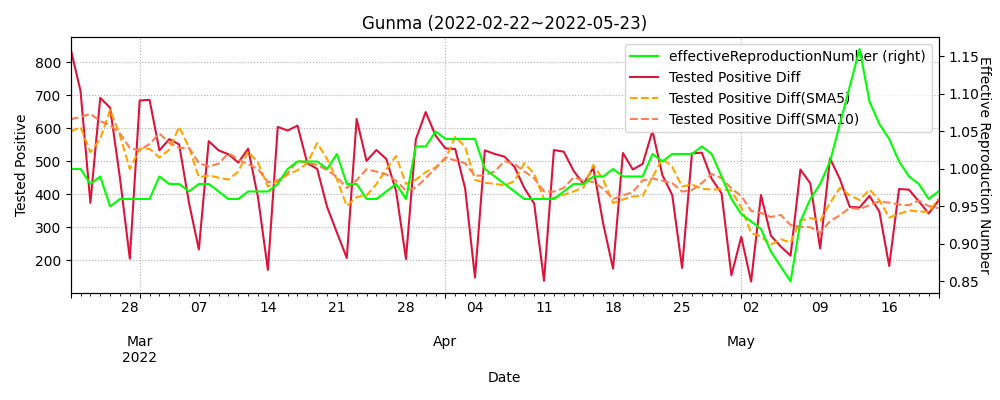 Gunma (2022-02-22~2022-05-23)
effectiveReproductionNumber (right)
Tested Positive Diff
Tested Positive Diff(SMA5)
Tested Positive Diff(SMA10)
Tested Positive
800
700
600
500
400
300
200
1.15
1.10
1.05
1.00
0.95
0.90
0.85
Effective Reproduction Number
28 07 14 21 28 04 11 18 25 02 09 16
Mar Apr May
2022
Date